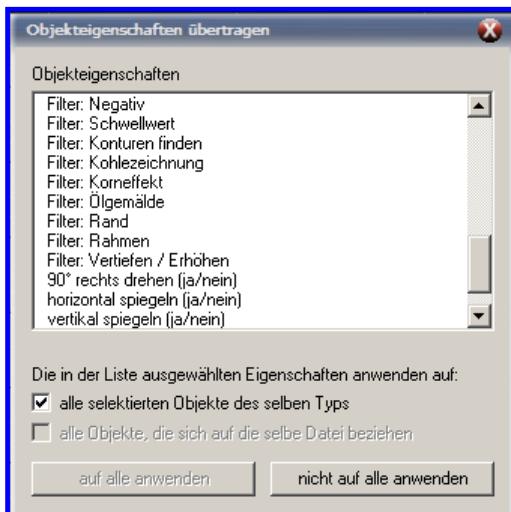 Objekteigenschaften übertragen
Objekteigenschaften
Filter: Negativ
Filter: Schwellwert
Filter: Konturen finden
Filter: Kohlezeichnung
Filter: Korneffekt
Filter: Ölgemälde
Filter: Rand
Filter: Rahmen
Filter: Vertiefen / Erhöhen
90° rechts drehen (ja/nein)
horizontal spiegeln (ja/nein)
vertikal spiegeln (ja/nein)
Die in der Liste ausgewählten Eigenschaften anwenden auf:
alle selektierten Objekte des selben Typs
alle Objekte, die sich auf die selbe Datei beziehen
auf alle anwenden
nicht auf alle anwenden